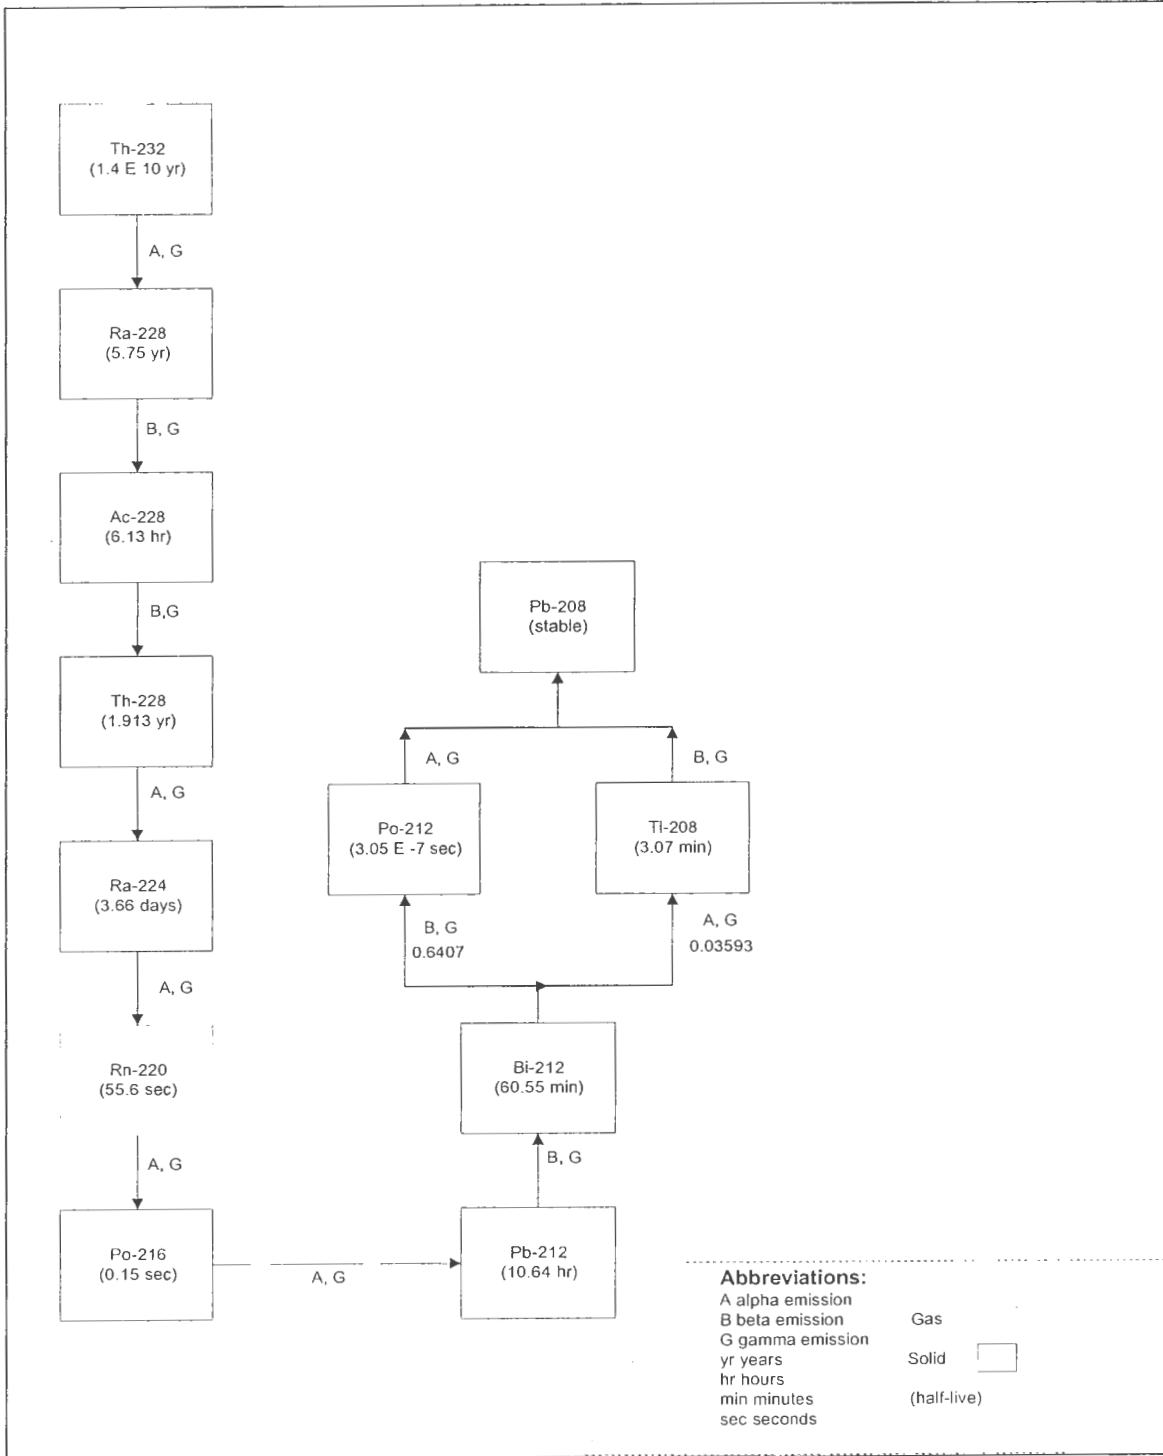 Th-232
(1.4 E 10 yr)
A, G
Ra-228
(5.75 yr)
B, G
Ac-228
(6.13 hr)
B,G
Th-228
(1.913 yr)
A, G
Ra-224
(3.66 days)
A, G
Rn-220
(55.6 sec)
A, G
Po-216
(0.15 sec)
A, G
Pb-212
(10.64 hr)
B, G
Bi-212
(60.55 min)
B, G
0.6407
A, G
0.03593
Po-212
(3.05 E -7 sec)
Tl-208
(3.07 min)
A, G
B, G
Pb-208
(stable)
Abbreviations:
A alpha emission
B beta emission
G gamma emission
yr years
hr hours
min minutes
sec seconds
Gas
Solid
(half-live)